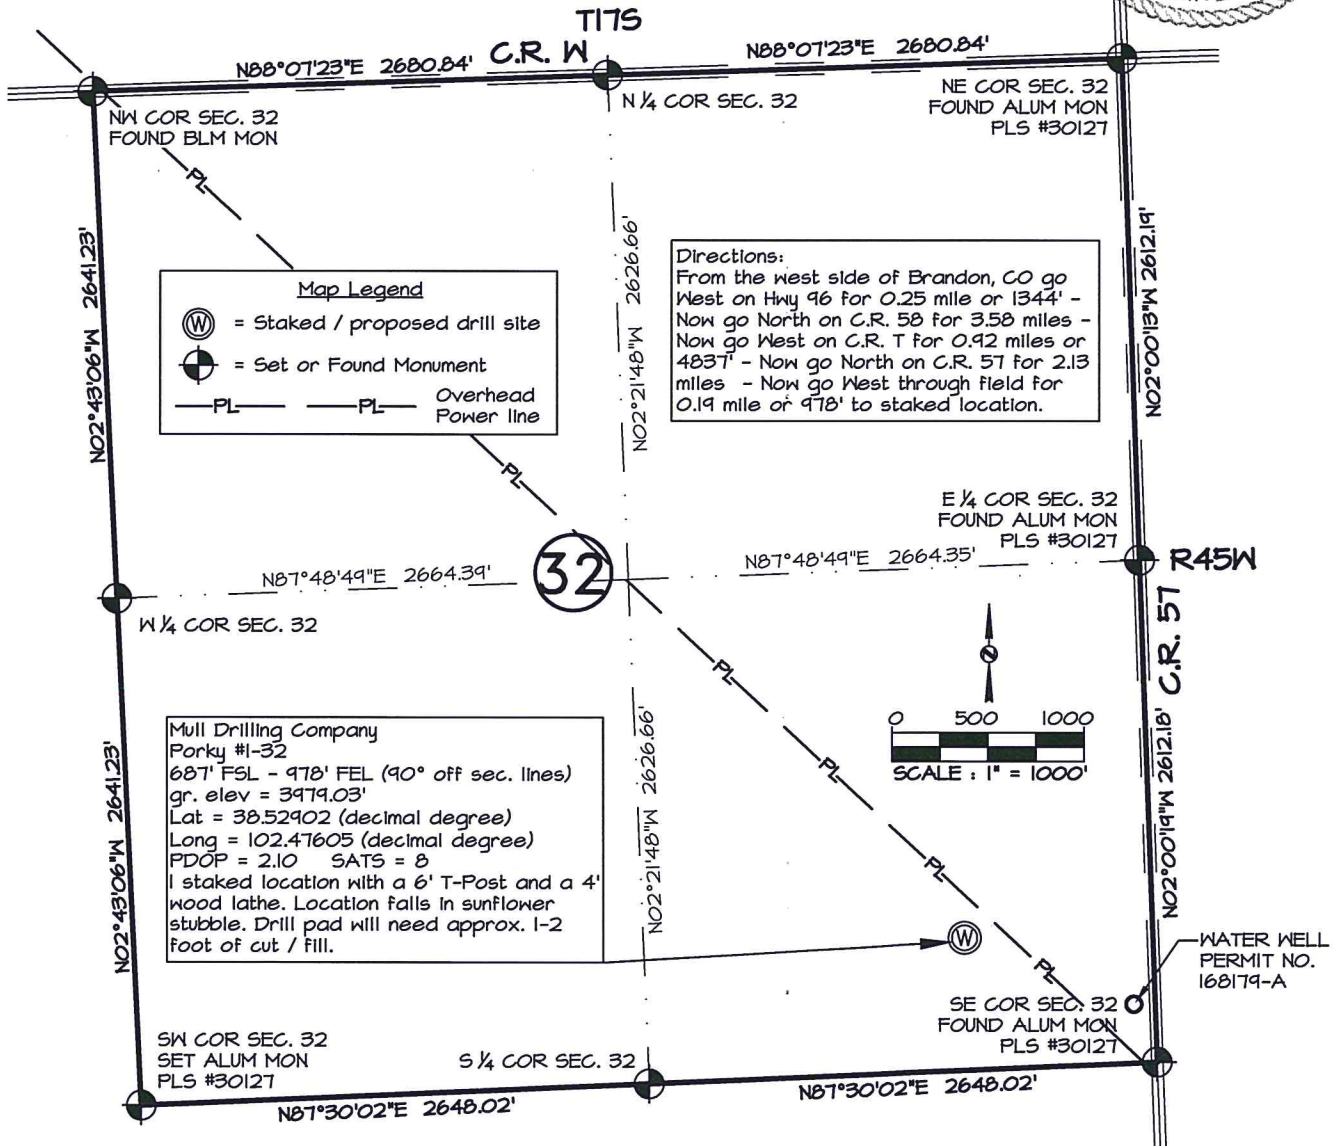 T17S
C.R. W
N88°07'23"E 2680.84'
N88°07'23"E 2680.84'
NW COR SEC. 32
FOUND BLM MON
N 1/4 COR SEC. 32
NE COR SEC. 32
FOUND ALUM MON
PLS #30127
PL
N02°43'06"W 2641.23'
N02°21'48"W 2626.66'
N02°00'13"W 2612.19'
Map Legend
W = Staked / proposed drill site
= Set or Found Monument
PL PL Overhead
Power line
Directions:
From the west side of Brandon, CO go
West on Hwy 96 for 0.25 mile or 1344' -
Now go North on C.R. 58 for 3.58 miles -
Now go West on C.R. T for 0.92 miles or
4837' - Now go North on C.R. 57 for 2.13
miles - Now go West through field for
0.19 mile or 978' to staked location.
PL
E 1/4 COR SEC. 32
FOUND ALUM MON
PLS #30127
N87°48'49"E 2664.39'
32
N87°48'49"E 2664.35'
R45W
C.R. 57
W 1/4 COR SEC. 32
PL
N
0 500 1000
SCALE : 1" = 1000'
Mull Drilling Company
Porky #1-32
687' FSL - 978' FEL (90° off sec. lines)
gr. elev = 3979.03'
Lat = 38.52902 (decimal degree)
Long = 102.47605 (decimal degree)
PDOP = 2.10 SATS = 8
I staked location with a 6' T-Post and a 4'
wood lathe. Location falls in sunflower
stubble. Drill pad will need approx. 1-2
foot of cut / fill.
N02°43'06"W 2641.23'
N02°21'48"W 2626.66'
N02°00'19"W 2612.18'
PL
PL
W
PL
WATER WELL
PERMIT NO.
168179-A
SE COR SEC. 32
FOUND ALUM MON
PLS #30127
SW COR SEC. 32
SET ALUM MON
PLS #30127
S 1/4 COR SEC. 32
N87°30'02"E 2648.02'
N87°30'02"E 2648.02'